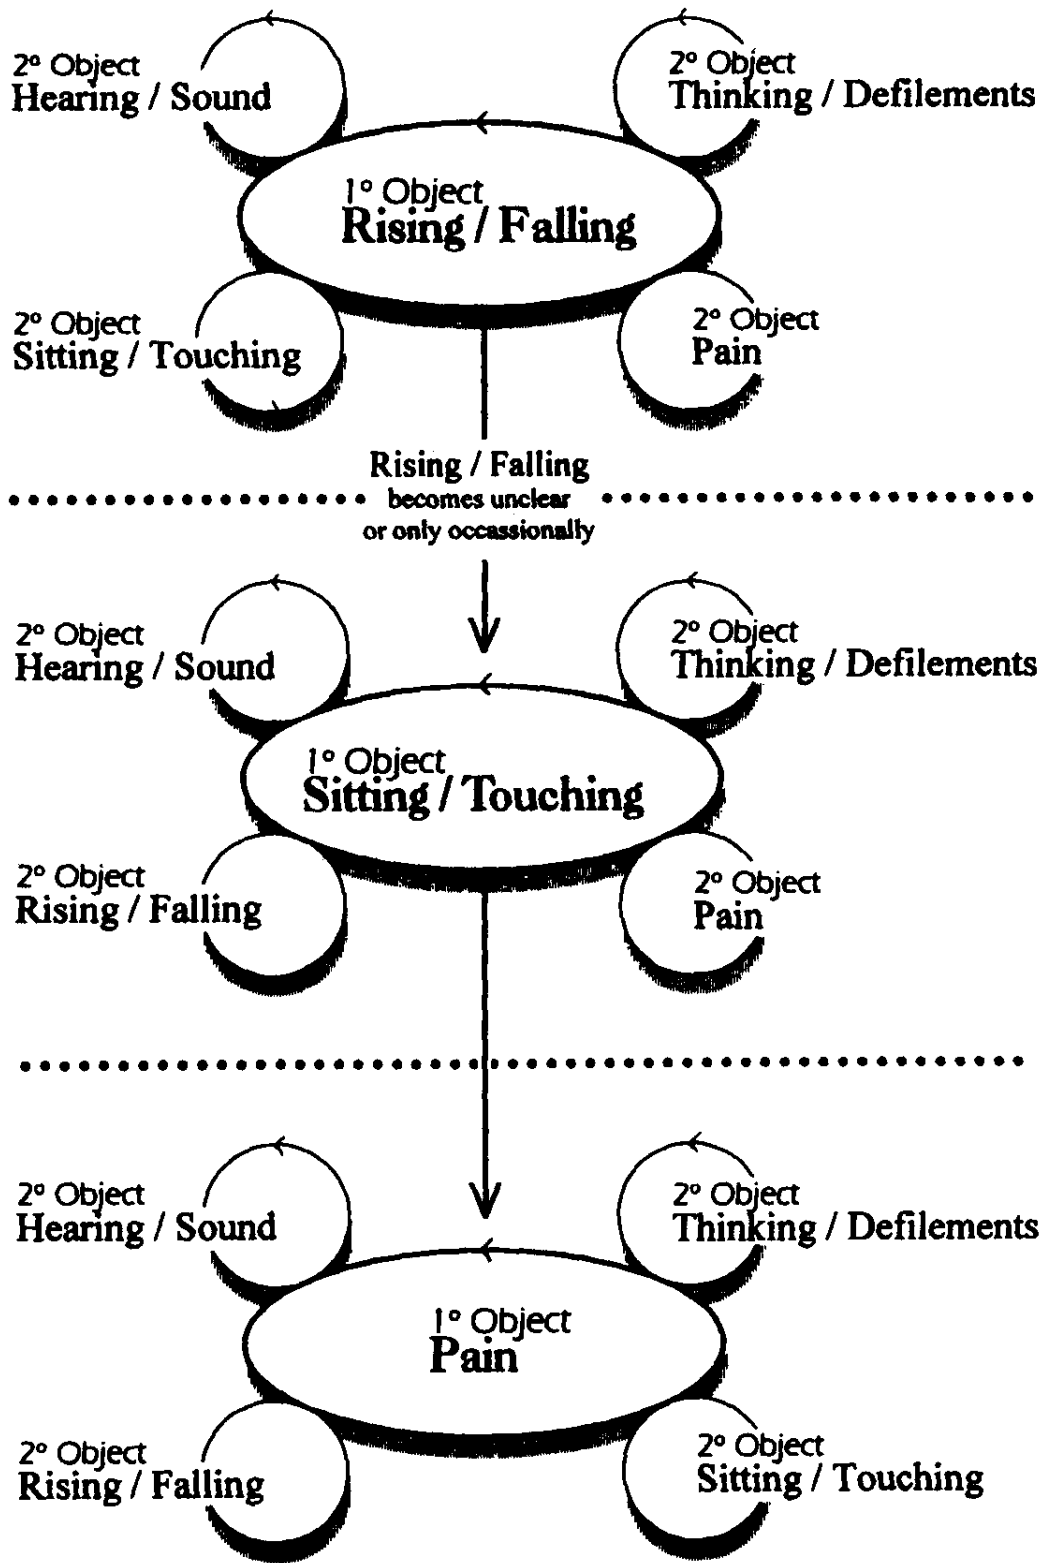 2° Object
Hearing / Sound
2° Object
Thinking / Defilements
1° Object
Rising / Falling
2° Object
Sitting / Touching
2° Object
Pain
Rising / Falling
becomes unclear
or only occassionally
2° Object
Hearing / Sound
2° Object
Thinking / Defilements
1° Object
Sitting / Touching
2° Object
Rising / Falling
2° Object
Pain
2° Object
Hearing / Sound
2° Object
Thinking / Defilements
1° Object
Pain
2° Object
Rising / Falling
2° Object
Sitting / Touching